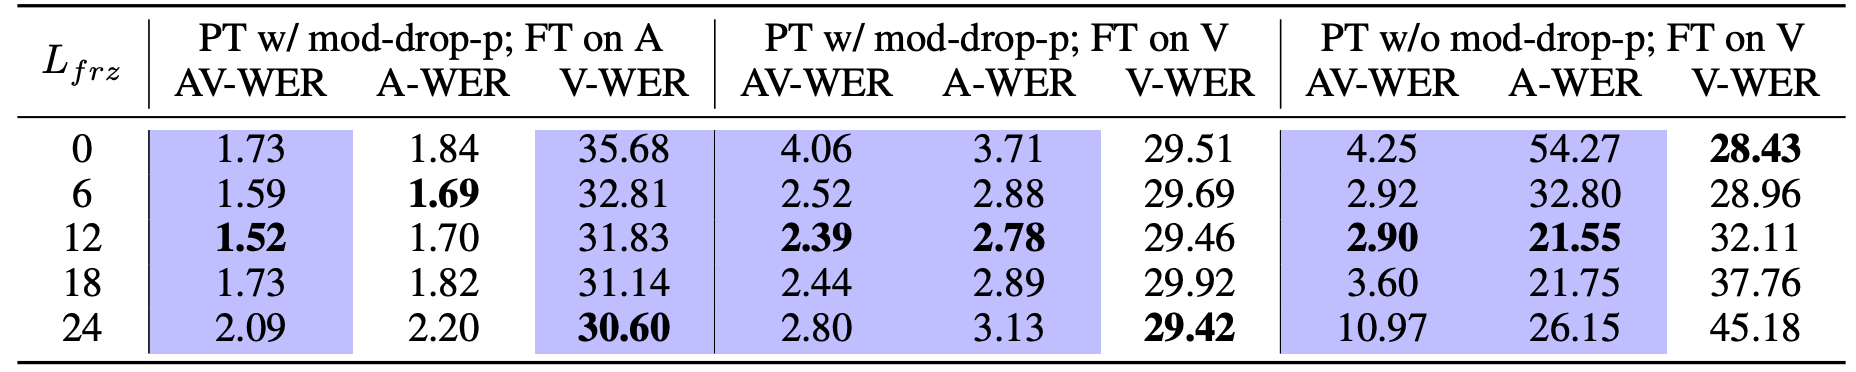 L_frz PT w/ mod-drop-p; FT on A PT w/ mod-drop-p; FT on V PT w/o mod-drop-p; FT on V
AV-WER A-WER V-WER AV-WER A-WER V-WER AV-WER A-WER V-WER
0 1.73 1.84 35.68 4.06 3.71 29.51 4.25 54.27 28.43
6 1.59 1.69 32.81 2.52 2.88 29.69 2.92 32.80 28.96
12 1.52 1.70 31.83 2.39 2.78 29.46 2.90 21.55 32.11
18 1.73 1.82 31.14 2.44 2.89 29.92 3.60 21.75 37.76
24 2.09 2.20 30.60 2.80 3.13 29.42 10.97 26.15 45.18